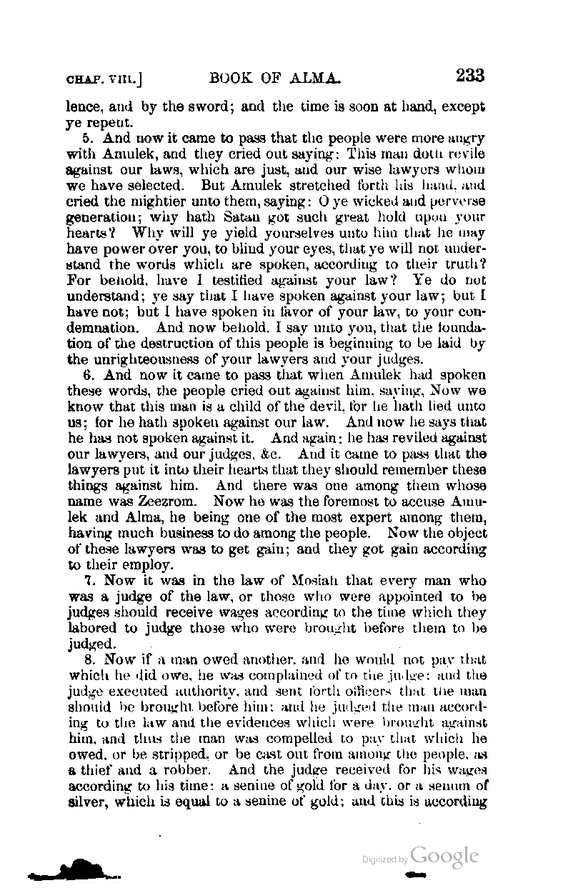 CHAP. VIII.] BOOK OF ALMA. 233
lence, and by the sword; and the time is soon at hand, except
ye repent.
5. And now it came to pass that the people were more angry
with Amulek, and they cried out saying: This man doth revile
against our laws, which are just, and our wise lawyers whom
we have selected. But Amulek stretched forth his hand, and
cried the mightier unto them, saying: O ye wicked and perverse
generation; why hath Satan got such great hold upon your
hearts? Why will ye yield yourselves unto him that he may
have power over you, to blind your eyes, that ye will not under-
stand the words which are spoken, according to their truth?
For behold, have I testified against your law? Ye do not
understand; ye say that I have spoken against your law; but I
have not; but I have spoken in favor of your law, to your con-
demnation. And now behold, I say unto you, that the founda-
tion of the destruction of this people is beginning to be laid by
the unrighteousness of your lawyers and your judges.
6. And now it came to pass that when Amulek had spoken
these words, the people cried out against him, saying, Now we
know that this man is a child of the devil, for he hath lied unto
us; for he hath spoken against our law. And now he says that
he has not spoken against it. And again: he has reviled against
our lawyers, and our judges, &c. And it came to pass that the
lawyers put it into their hearts that they should remember these
things against him. And there was one among them whose
name was Zeezrom. Now he was the foremost to accuse Amu-
lek and Alma, he being one of the most expert among them,
having much business to do among the people. Now the object
of these lawyers was to get gain; and they got gain according
to their employ.
7. Now it was in the law of Mosiah that every man who
was a judge of the law, or those who were appointed to be
judges should receive wages according to the time which they
labored to judge those who were brought before them to be
judged.
8. Now if a man owed another, and he would not pay that
which he did owe, he was complained of to the judge: and the
judge executed authority, and sent forth officers that the man
should be brought before him; and he judged the man accord-
ing to the law and the evidences which were brought against
him, and thus the man was compelled to pay that which he
owed, or be stripped, or be cast out from among the people, as
a thief and a robber. And the judge received for his wages
according to his time: a senine of gold for a day, or a senum of
silver, which is equal to a senine of gold; and this is according
Digitized by Google